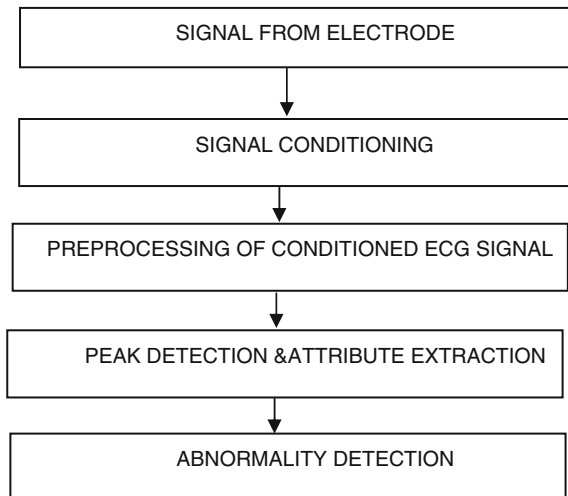 SIGNAL FROM ELECTRODE
SIGNAL CONDITIONING
PREPROCESSING OF CONDITIONED ECG SIGNAL
PEAK DETECTION &ATTRIBUTE EXTRACTION
ABNORMALITY DETECTION